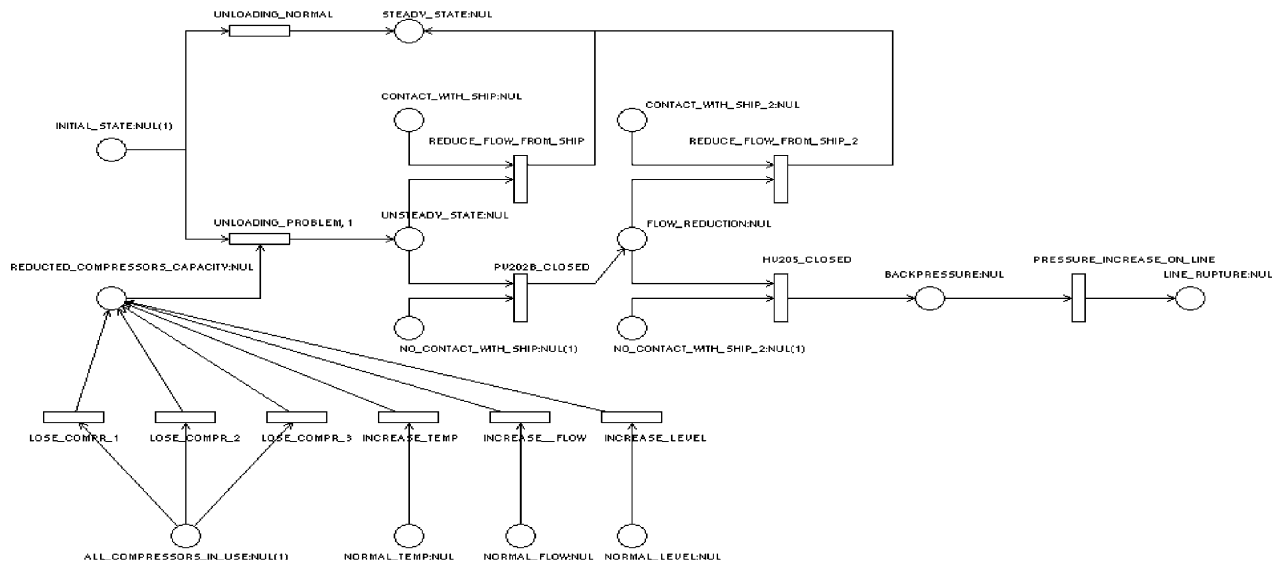 UNLOADING_NORMAL
STEADY_STATE:NUL
CONTACT_WITH_SHIP:NUL
CONTACT_WITH_SHIP_2:NUL
INITIAL_STATE:NUL(1)
REDUCE_FLOW_FROM_SHIP
REDUCE_FLOW_FROM_SHIP_2
UNLOADING_PROBLEM,1
UNSTEADY_STATE:NUL
FLOW_REDUCTION:NUL
REDUCTED_COMPRESSORS_CAPACITY:NUL
PV202B_CLOSED
HV205_CLOSED
BACKPRESSURE:NUL
PRESSURE_INCREASE_ON_LINE
LINE_RUPTURE:NUL
NO_CONTACT_WITH_SHIP:NUL(1)
NO_CONTACT_WITH_SHIP_2:NUL(1)
LOSE_COMPR_1
LOSE_COMPR_2
LOSE_COMPR_3
INCREASE_TEMP
INCREASE__FLOW
INCREASE_LEVEL
ALL_COMPRESSORS_IN_USE:NUL(1)
NORMAL_TEMP:NUL
NORMAL_FLOW:NUL
NORMAL_LEVEL:NUL